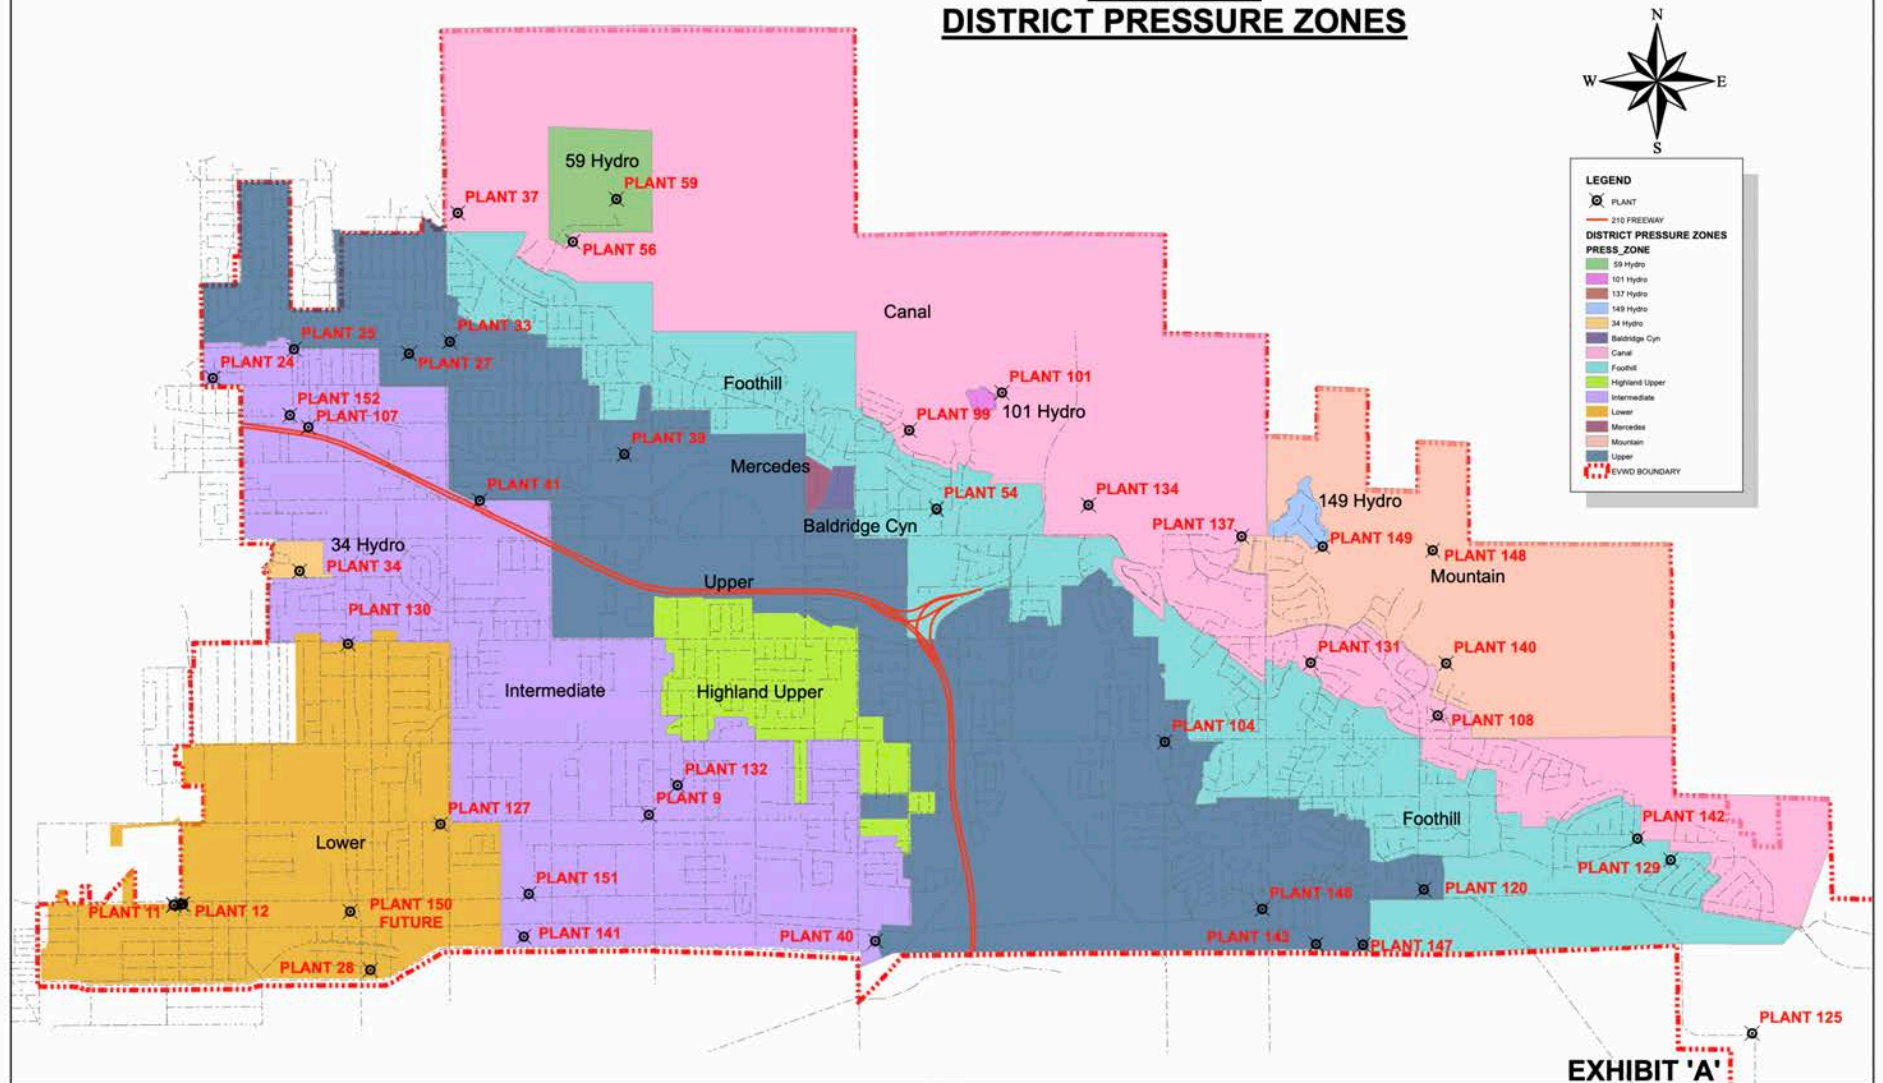 DISTRICT PRESSURE ZONES
N
W
E
S
LEGEND
PLANT
210 FREEWAY
DISTRICT PRESSURE ZONES
PRESS_ZONE
59 Hydro
101 Hydro
137 Hydro
149 Hydro
34 Hydro
Baldridge Cyn
Canal
Foothill
Highland Upper
Intermediate
Lower
Mercedes
Mountain
Upper
EVWD BOUNDARY
59 Hydro
PLANT 59
PLANT 37
PLANT 56
Canal
PLANT 33
PLANT 25
PLANT 24
PLANT 27
Foothill
PLANT 101
PLANT 152
PLANT 107
PLANT 99
101 Hydro
PLANT 39
Mercedes
PLANT 41
PLANT 54
PLANT 134
149 Hydro
Baldridge Cyn
PLANT 137
PLANT 149
34 Hydro
PLANT 148
PLANT 34
Mountain
Upper
PLANT 130
PLANT 131
PLANT 140
Intermediate
Highland Upper
PLANT 108
PLANT 104
PLANT 132
PLANT 9
PLANT 127
PLANT 142
Foothill
Lower
PLANT 129
PLANT 151
PLANT 120
PLANT 11
PLANT 12
PLANT 150
FUTURE
PLANT 141
PLANT 40
PLANT 143
PLANT 147
PLANT 28
PLANT 125
EXHIBIT 'A'